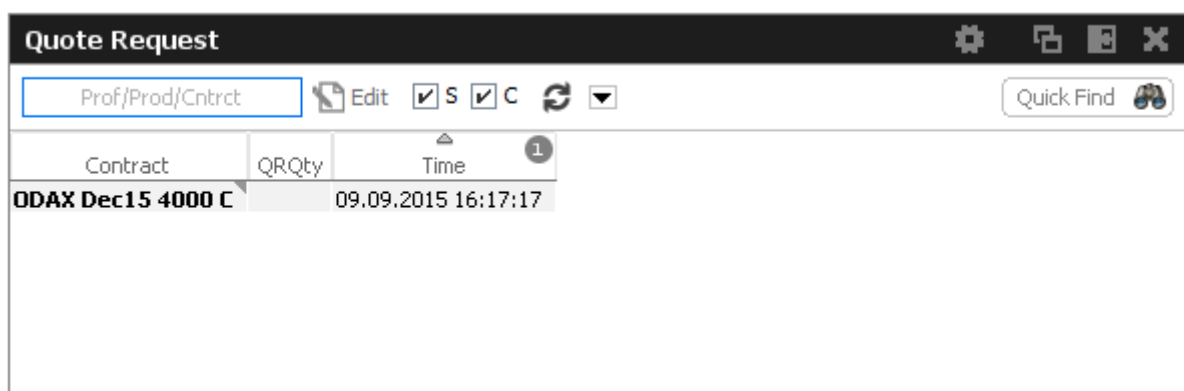 Quote Request
Prof/Prod/Cntrct Edit S C Quick Find
Contract QRQty Time 1
ODAX Dec15 4000 C 09.09.2015 16:17:17